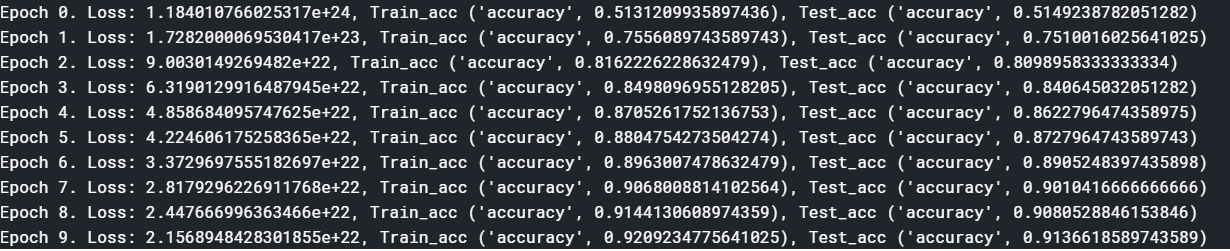 Epoch 0. Loss: 1.184010766025317e+24, Train_acc ('accuracy', 0.5131209935897436), Test_acc ('accuracy', 0.5149238782051282)
Epoch 1. Loss: 1.7282000069530417e+23, Train_acc ('accuracy', 0.7556089743589743), Test_acc ('accuracy', 0.7510016025641025)
Epoch 2. Loss: 9.0030149269482e+22, Train_acc ('accuracy', 0.8162226228632479), Test_acc ('accuracy', 0.8098958333333334)
Epoch 3. Loss: 6.3190129916487945e+22, Train_acc ('accuracy', 0.8498096955128205), Test_acc ('accuracy', 0.840645032051282)
Epoch 4. Loss: 4.858684095747625e+22, Train_acc ('accuracy', 0.8705261752136753), Test_acc ('accuracy', 0.8622796474358975)
Epoch 5. Loss: 4.224606175258365e+22, Train_acc ('accuracy', 0.8804754273504274), Test_acc ('accuracy', 0.8727964743589743)
Epoch 6. Loss: 3.3729697555182697e+22, Train_acc ('accuracy', 0.8963007478632479), Test_acc ('accuracy', 0.8905248397435898)
Epoch 7. Loss: 2.8179296226911768e+22, Train_acc ('accuracy', 0.9068008814102564), Test_acc ('accuracy', 0.9010416666666666)
Epoch 8. Loss: 2.447666996363466e+22, Train_acc ('accuracy', 0.9144130608974359), Test_acc ('accuracy', 0.9080528846153846)
Epoch 9. Loss: 2.1568948428301855e+22, Train_acc ('accuracy', 0.9209234775641025), Test_acc ('accuracy', 0.9136618589743589)